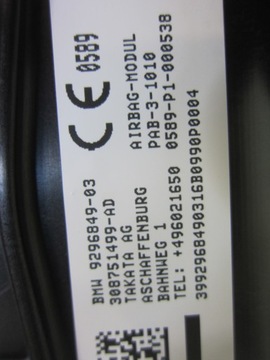 CE 0589
AIRBAG-MODUL
PAB-3-1010
0589-P1-000538
BMW 9296849-03
308751499-AD
TAKATA AG
ASCHAFFENBURG
BAHNWEG 1
TEL: +496021650
3992968490316B0990P0004